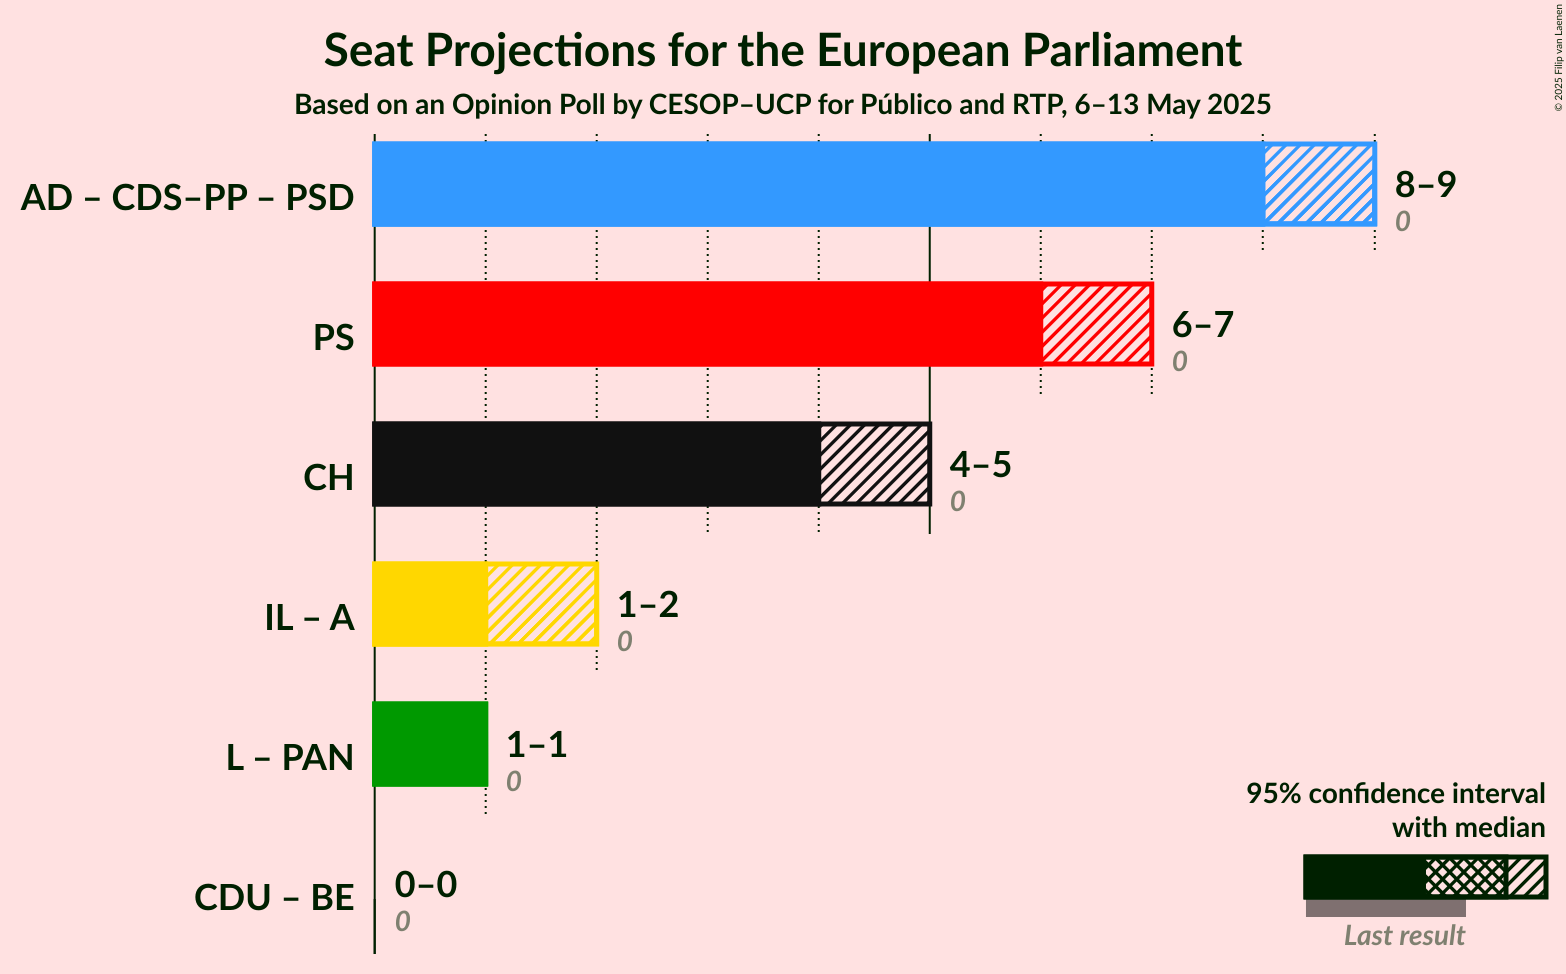 Seat Projections for the European Parliament
Based on an Opinion Poll by CESOP–UCP for Público and RTP, 6–13 May 2025
© 2025 Filip van Laenen
AD – CDS–PP – PSD
8–9
0
PS
6–7
0
CH
4–5
0
IL – A
1–2
0
L – PAN
1–1
0
CDU – BE
0–0
0
95% confidence interval
with median
Last result